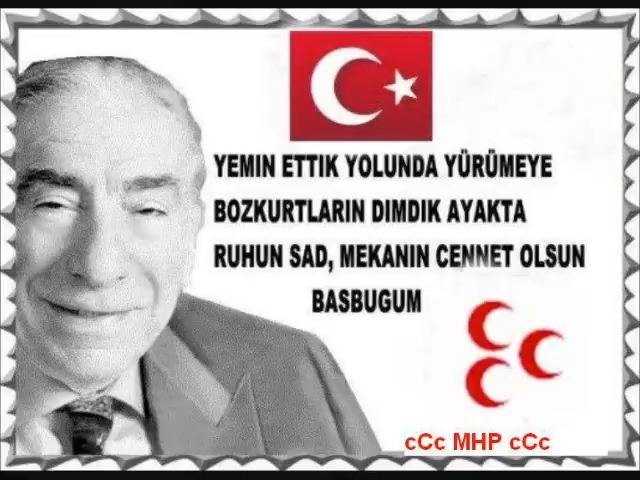 YEMIN ETTIK YOLUNDA YÜRÜMEYE
BOZKURTLARIN DIMDIK AYAKTA
RUHUN SAD, MEKANIN CENNET OLSUN
BASBUGUM
cCc MHP cCc